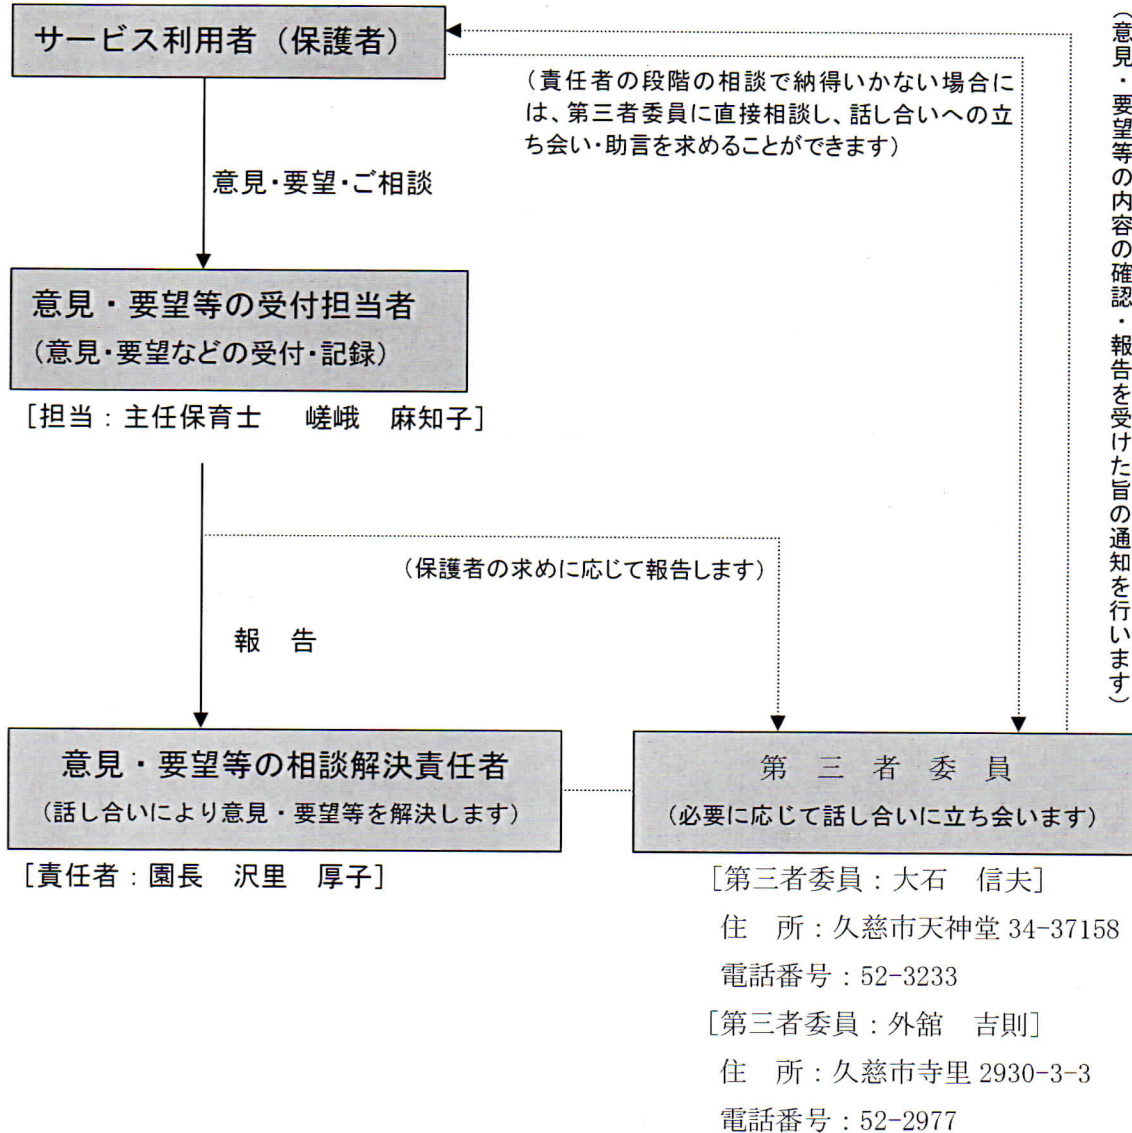 サービス利用者（保護者）
（責任者の段階の相談で納得いかない場合に
は、第三者委員に直接相談し、話し合いへの立
ち会い・助言を求めることができます）
（意見・要望等の内容の確認・報告を受けた旨の通知を行います）
意見・要望・ご相談
意見・要望等の受付担当者
（意見・要望などの受付・記録）
［担当：主任保育士　嵯峨　麻知子］
（保護者の求めに応じて報告します）
報　告
意見・要望等の相談解決責任者
（話し合いにより意見・要望等を解決します）
［責任者：園長　沢里　厚子］
第　三　者　委　員
（必要に応じて話し合いに立ち会います）
［第三者委員：大石　信夫］
住　所：久慈市天神堂 34-37158
電話番号：52-3233
［第三者委員：外舘　吉則］
住　所：久慈市寺里 2930-3-3
電話番号：52-2977